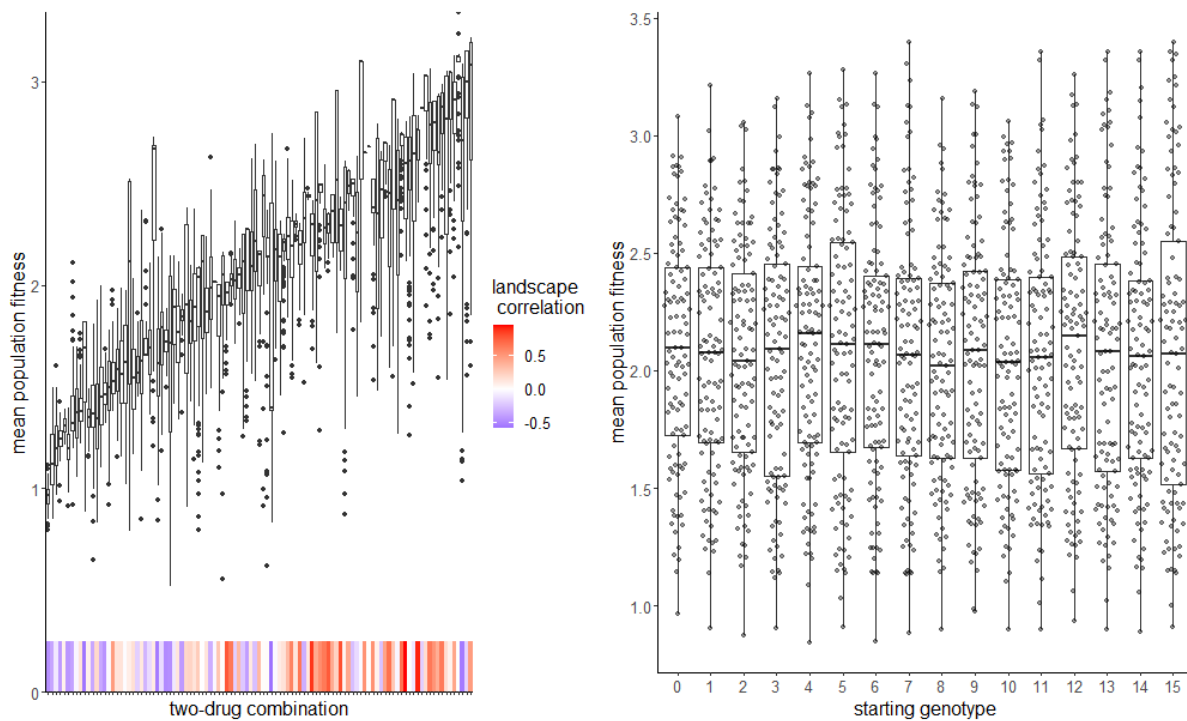 mean population fitness
3
2
1
0
two-drug combination
landscape
correlation
0.5
0.0
-0.5
mean population fitness
3.5
3.0
2.5
2.0
1.5
1.0
0 1 2 3 4 5 6 7 8 9 10 11 12 13 14 15
starting genotype